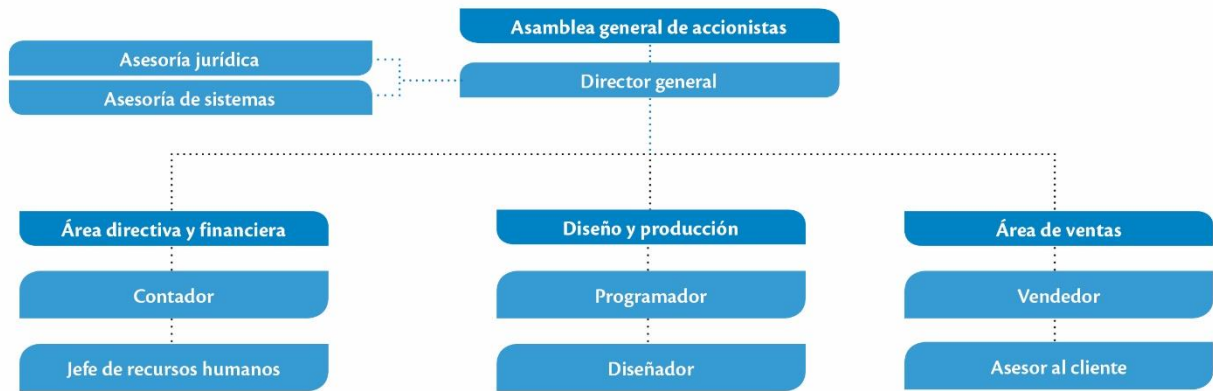 Asamblea general de accionistas
Asesoría jurídica
Director general
Asesoría de sistemas
Área directiva y financiera
Diseño y producción
Área de ventas
Contador
Programador
Vendedor
Jefe de recursos humanos
Diseñador
Asesor al cliente